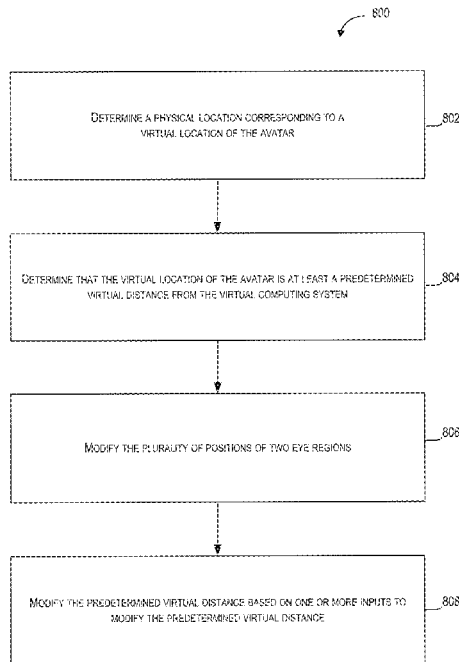 800
DETERMINE A PHYSICAL LOCATION CORRESPONDING TO A
VIRTUAL LOCATION OF THE AVATAR
802
DETERMINE THAT THE VIRTUAL LOCATION OF THE AVATAR IS AT LEAST A PREDETERMINED
VIRTUAL DISTANCE FROM THE VIRTUAL COMPUTING SYSTEM
804
MODIFY THE PLURALITY OF POSITIONS OF TWO EYE REGIONS
806
MODIFY THE PREDETERMINED VIRTUAL DISTANCE BASED ON ONE OR MORE INPUTS TO
MODIFY THE PREDETERMINED VIRTUAL DISTANCE
808